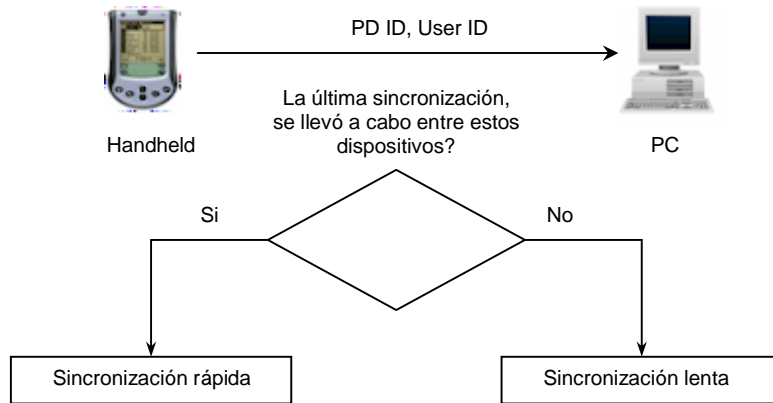 PD ID, User ID
Handheld
PC
La última sincronización,
se llevó a cabo entre estos
dispositivos?
Si
No
Sincronización rápida
Sincronización lenta